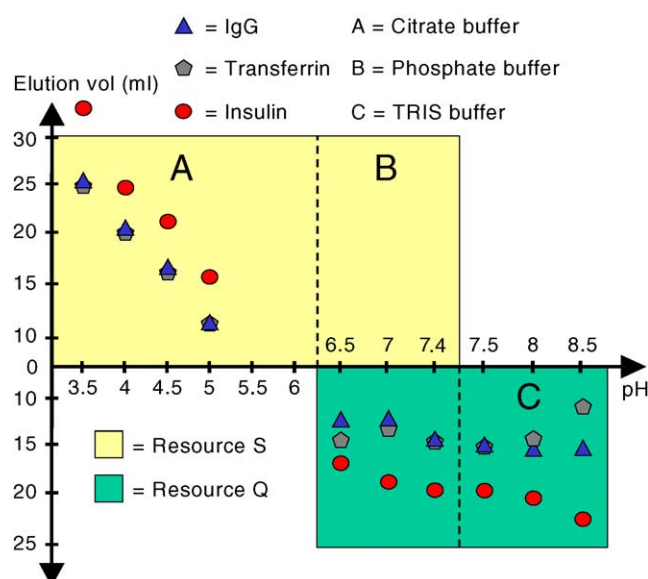 = IgG A = Citrate buffer
= Transferrin B = Phosphate buffer
Elution vol (ml)
= Insulin C = TRIS buffer
30
A B
25
20
15
10 6.5 7 7.4 7.5 8 8.5
0
3.5 4 4.5 5 5.5 6 pH
10 C
15 = Resource S
20 = Resource Q
25